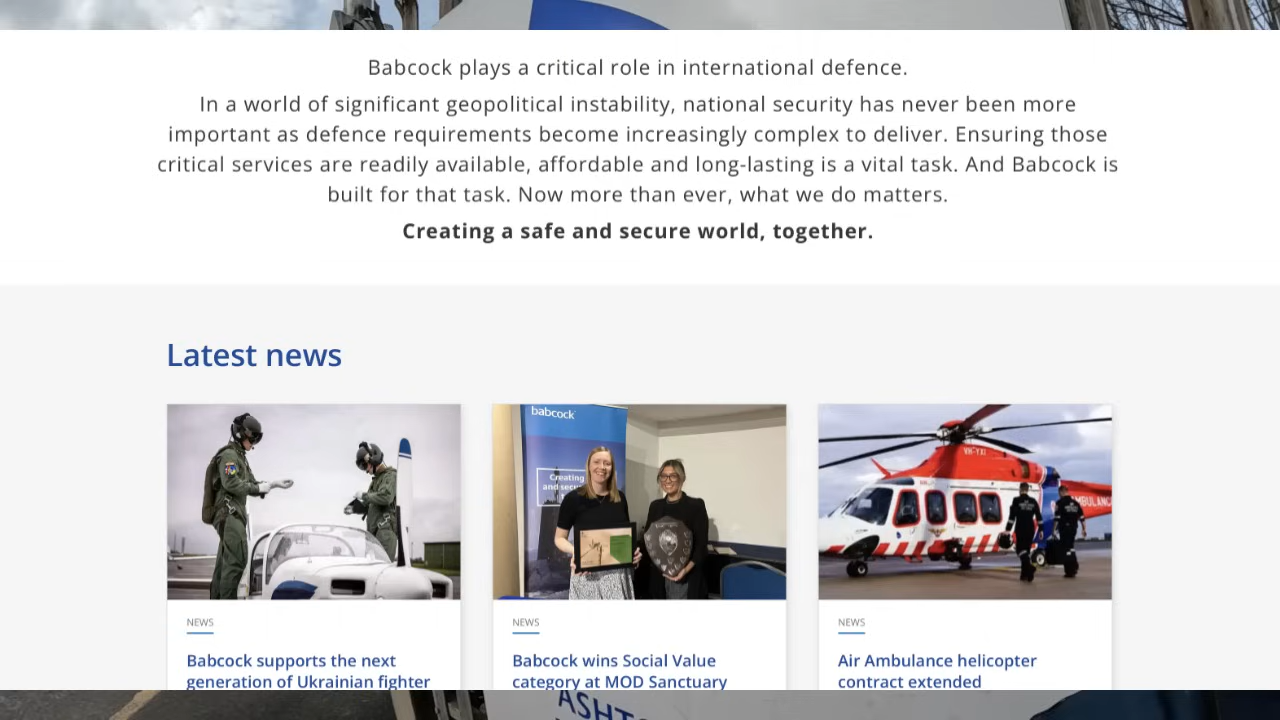 Babcock plays a critical role in international defence.
In a world of significant geopolitical instability, national security has never been more
important as defence requirements become increasingly complex to deliver. Ensuring those
critical services are readily available, affordable and long-lasting is a vital task. And Babcock is
built for that task. Now more than ever, what we do matters.
Creating a safe and secure world, together.
Latest news
babcock
Creating
VH-YXJ
AMBULANCE
NEWS
NEWS
NEWS
Babcock supports the next
generation of Ukrainian fighter
Babcock wins Social Value
category at MOD Sanctuary
Air Ambulance helicopter
contract extended